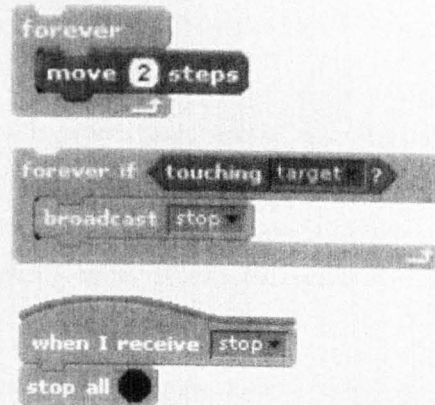 forever
move 2 steps
forever if touching target ?
broadcast stop
when I receive stop
stop all